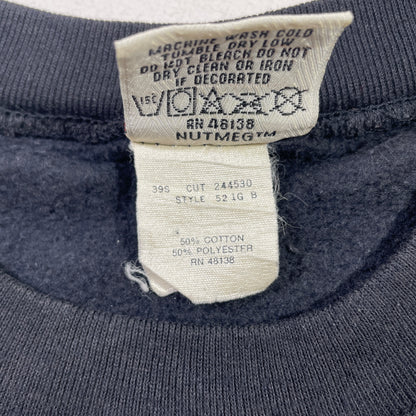 MACHINE WASH COLD
TUMBLE DRY LOW
DO NOT BLEACH DO NOT
DRY CLEAN OR IRON
IF DECORATED
RN 48138
NUTMEG™
39S CUT 244530
STYLE 521G B
50% COTTON
50% POLYESTER
RN 48138